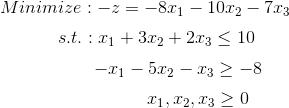 Minimize : −z = −8x₁ − 10x₂ − 7x₃
s.t. : x₁ + 3x₂ + 2x₃ ≤ 10
−x₁ − 5x₂ − x₃ ≥ −8
x₁, x₂, x₃ ≥ 0